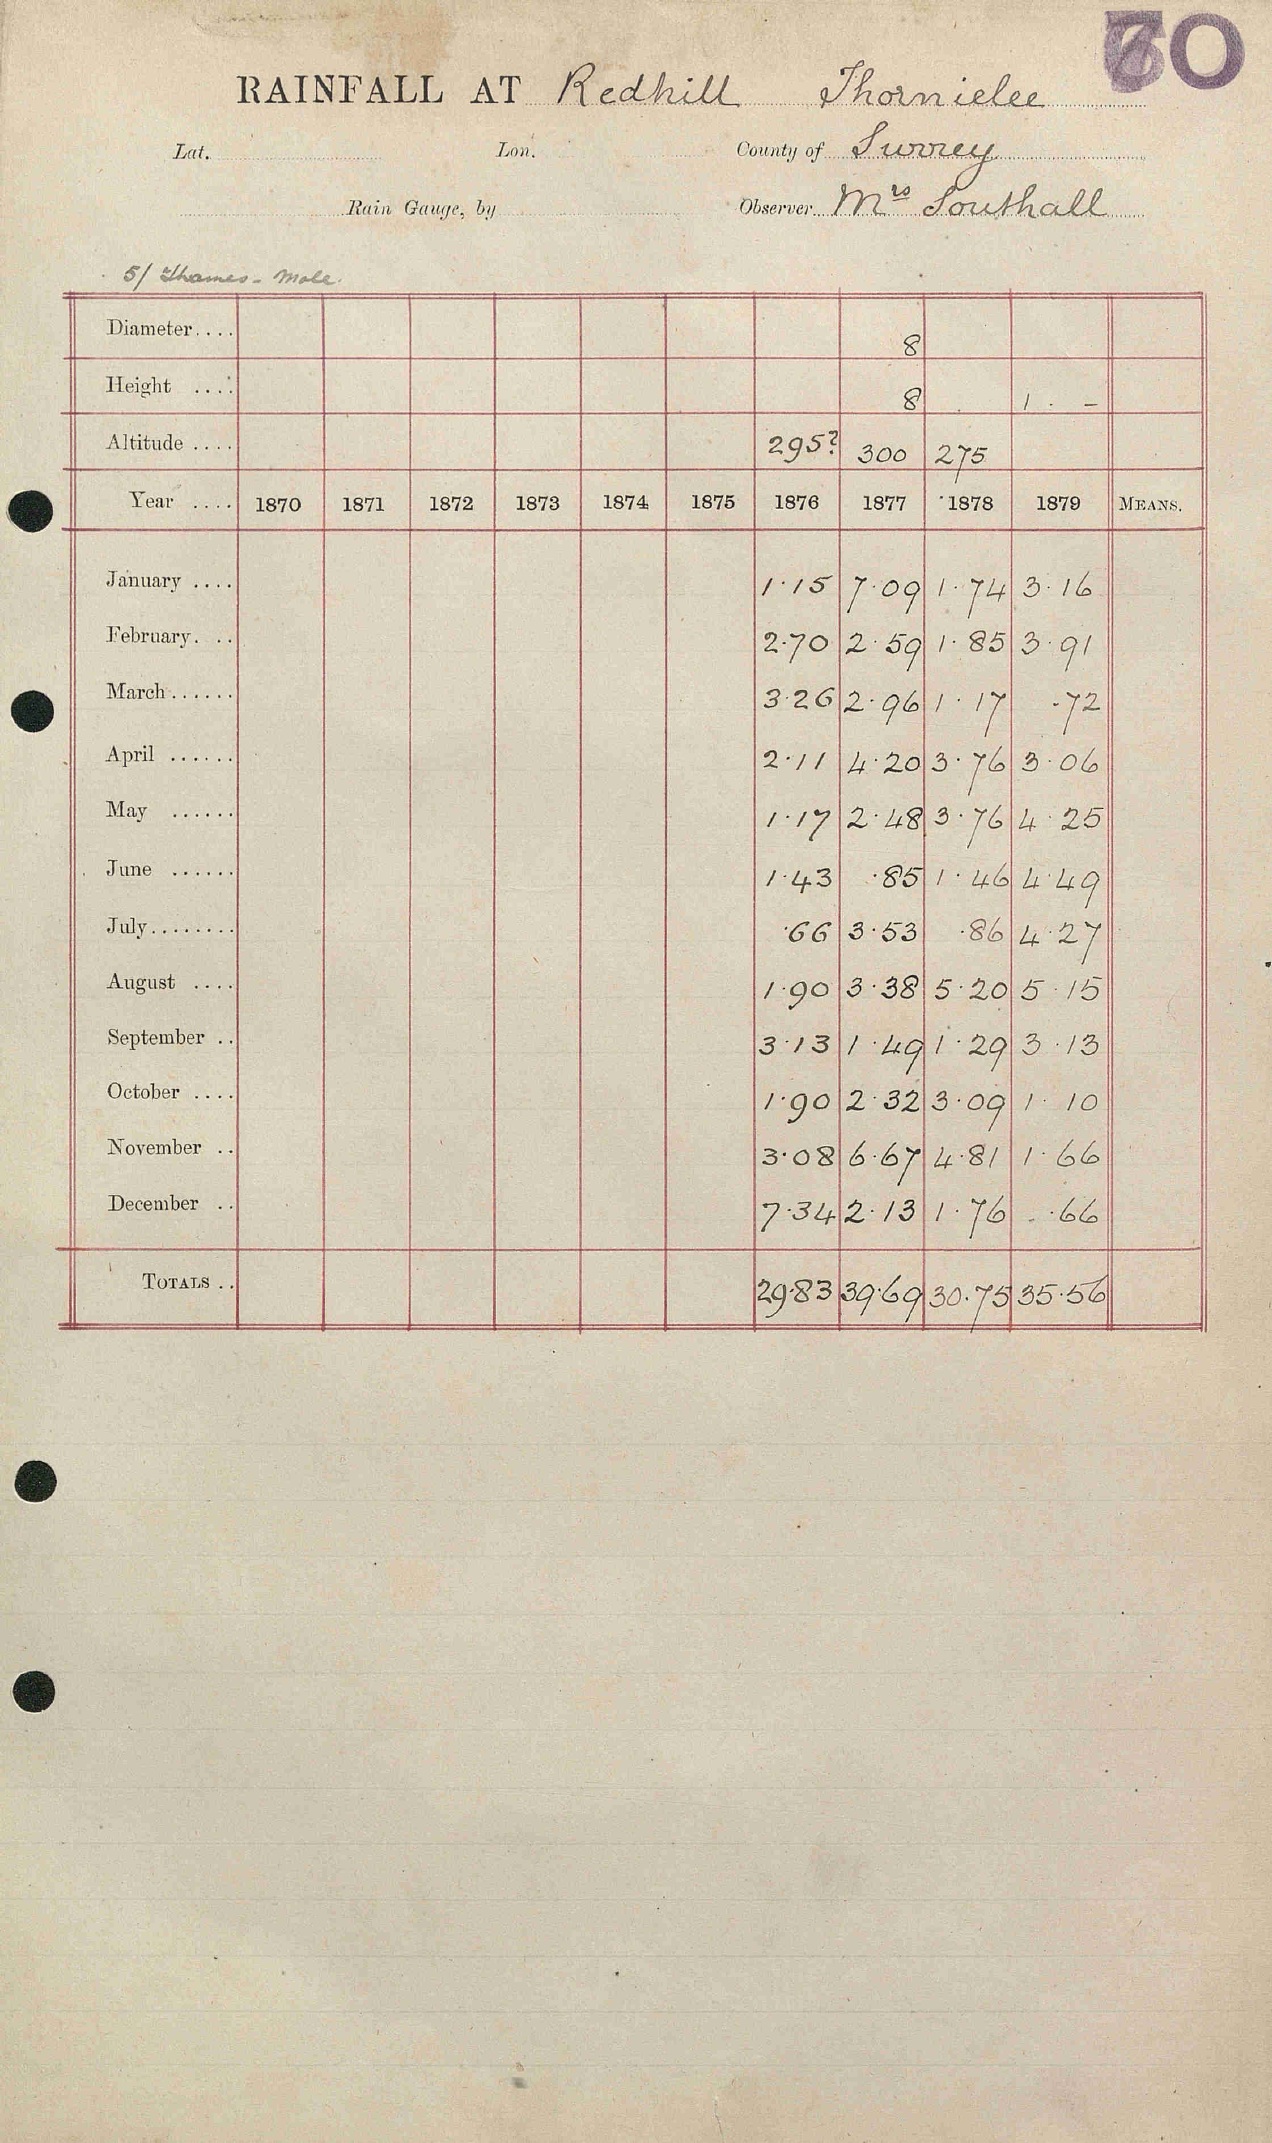 70
RAINFALL AT Redhill Thornielee
Lat. Lon. County of Surrey
Rain Gauge, by Observer Mrs Southall
5/ Thames - Mole
Diameter.... 8
Height .... 8 1 . -
Altitude .... 295? 300 275
Year .... 1870 1871 1872 1873 1874 1875 1876 1877 1878 1879 MEANS.
January .... 1.15 7.09 1.74 3.16
February. .. 2.70 2.59 1.85 3.91
March...... 3.26 2.96 1.17 .72
April ...... 2.11 4.20 3.76 3.06
May ...... 1.17 2.48 3.76 4.25
June ...... 1.43 .85 1.46 4.49
July........ .66 3.53 .86 4.27
August .... 1.90 3.38 5.20 5.15
September .. 3.13 1.49 1.29 3.13
October .... 1.90 2.32 3.09 1.10
November .. 3.08 6.67 4.81 1.66
December .. 7.34 2.13 1.76 .66
TOTALS .. 29.83 39.69 30.75 35.56